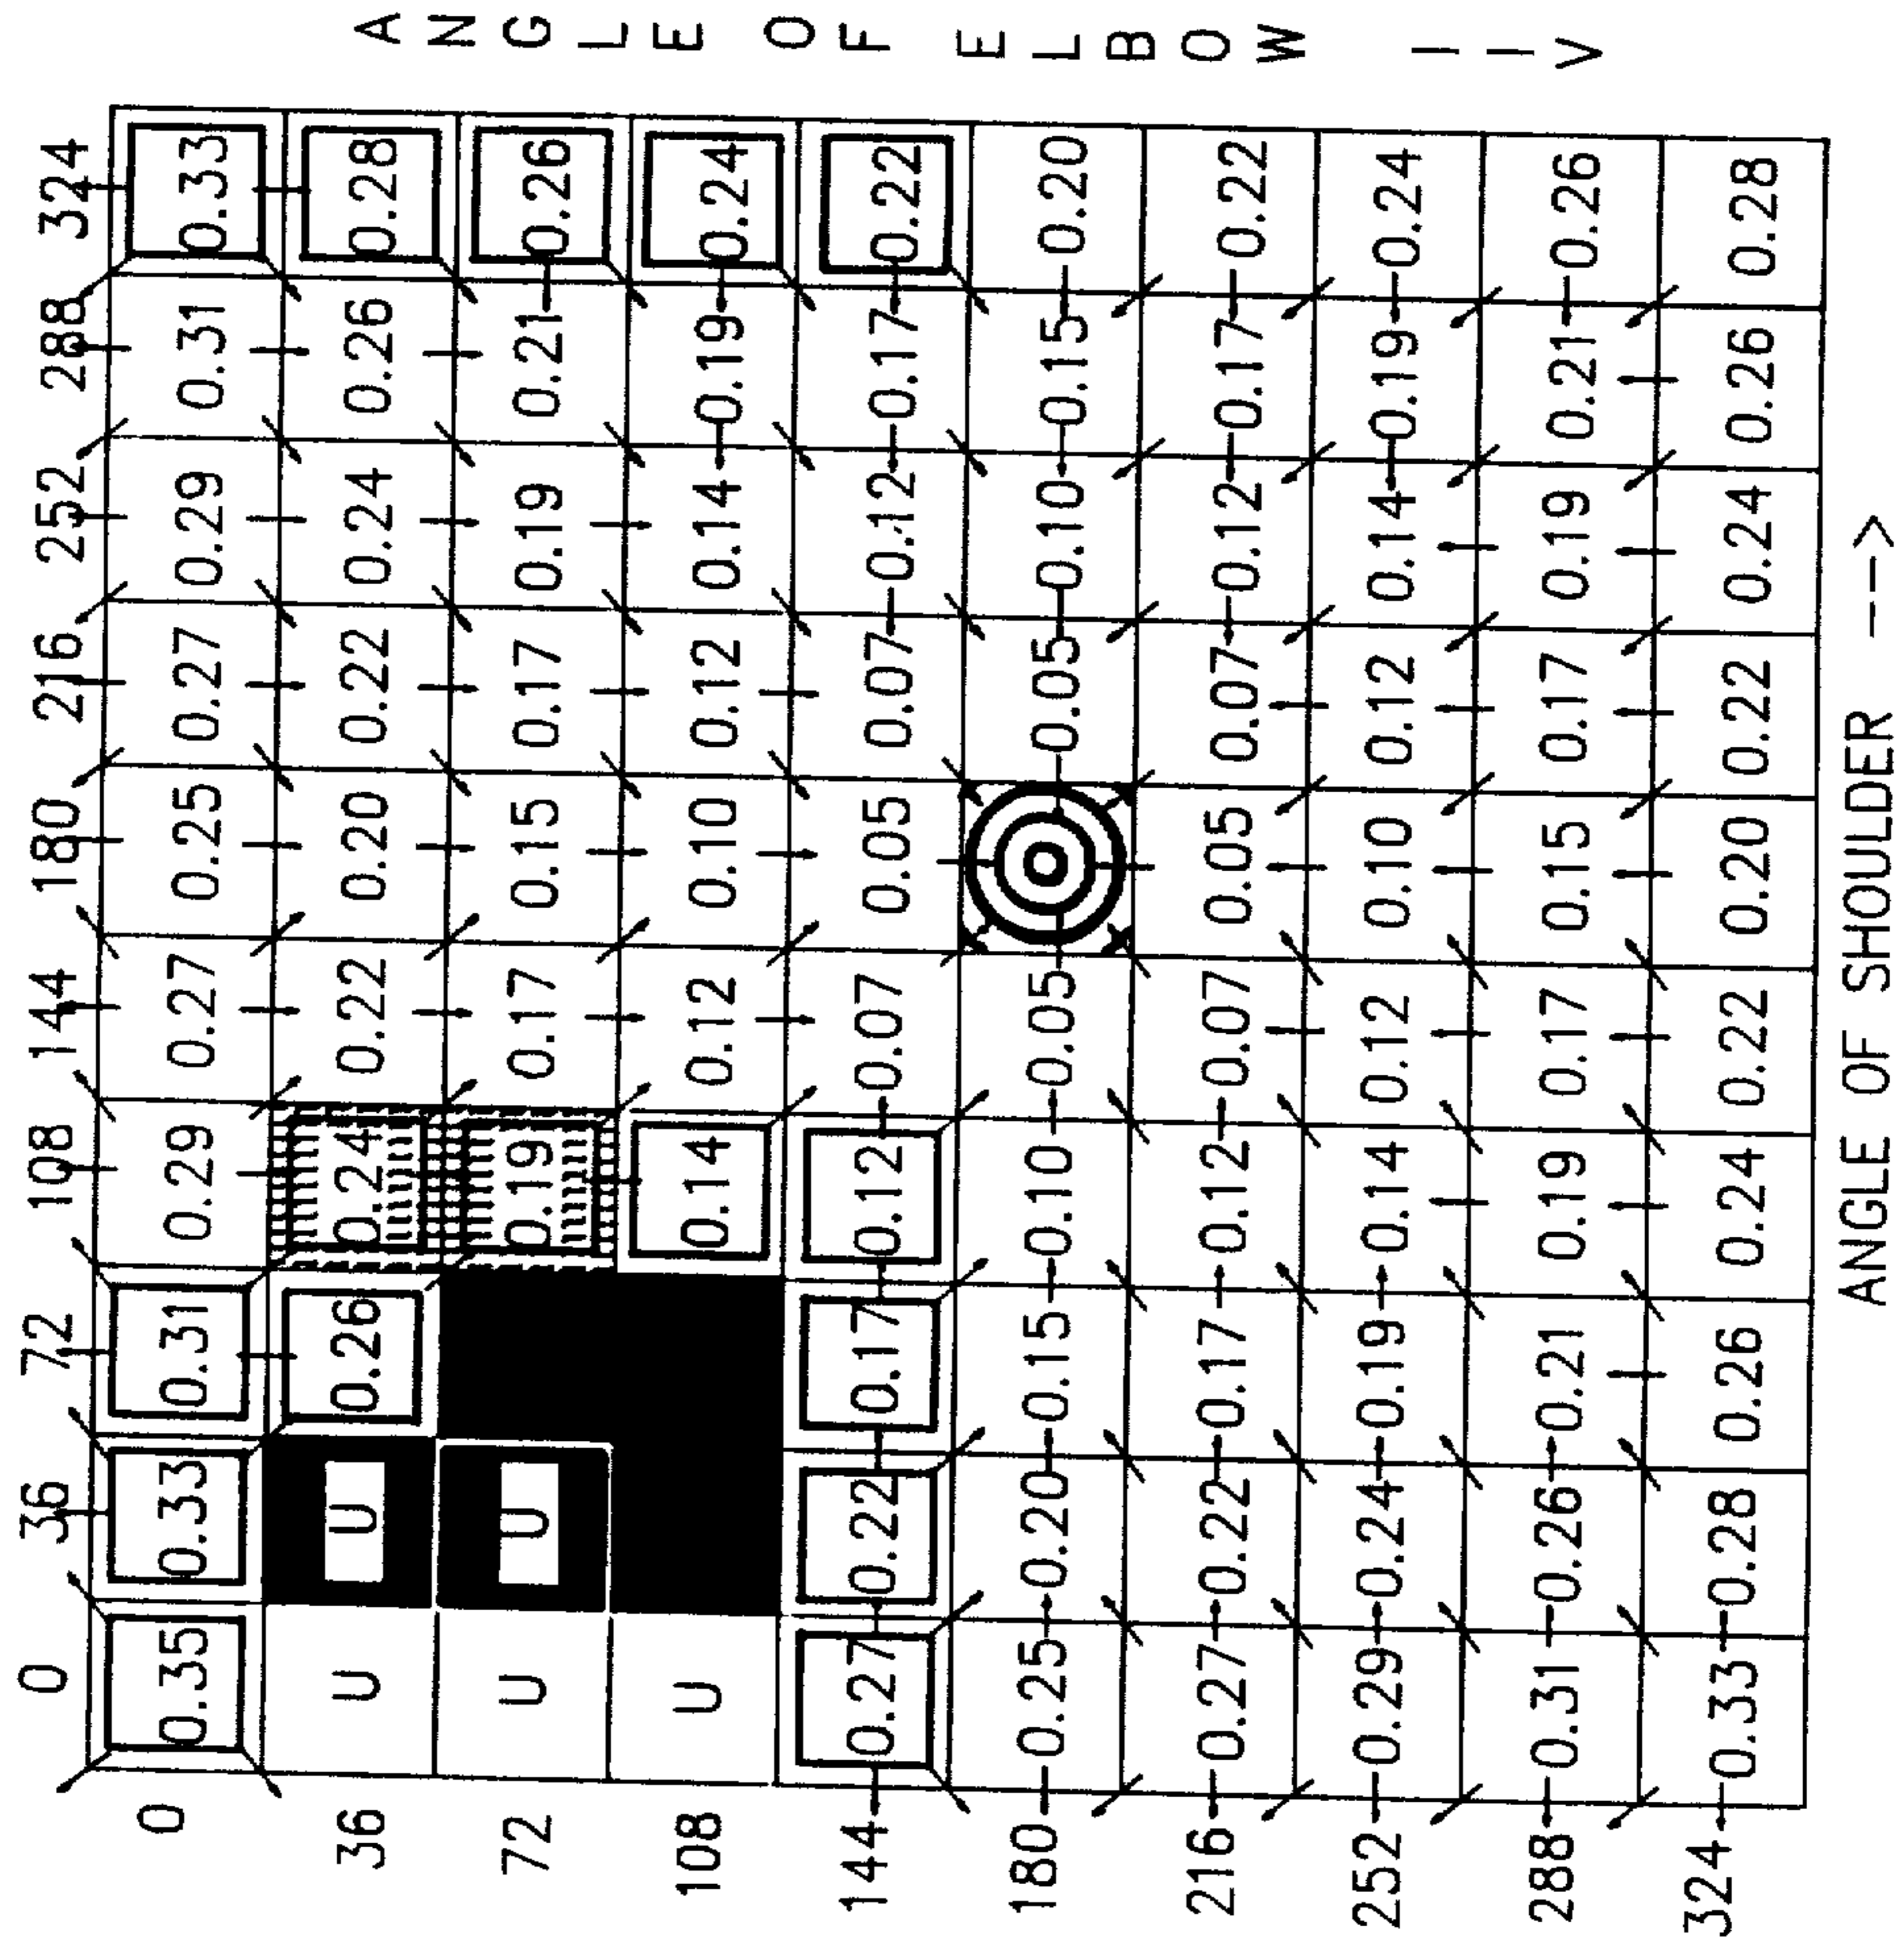 0 36 72 108 144 180 216 252 288 324
0 0.35 0.33 0.31 0.29 0.27 0.25 0.27 0.29 0.31 0.33
36 U U 0.26 0.24 0.22 0.20 0.22 0.24 0.26 0.28
72 U U 0.19 0.17 0.15 0.17 0.19 0.21 0.26
108 U 0.14 0.12 0.10 0.12 0.14 0.19 0.24
144 0.27 0.22 0.17 0.12 0.07 0.05 0.07 0.12 0.17 0.22
180 0.25 0.20 0.15 0.10 0.05 0.05 0.10 0.15 0.20
216 0.27 0.22 0.17 0.12 0.07 0.05 0.07 0.12 0.17 0.22
252 0.29 0.24 0.19 0.14 0.12 0.10 0.12 0.14 0.19 0.24
288 0.31 0.26 0.21 0.19 0.17 0.15 0.17 0.19 0.21 0.26
324 0.33 0.28 0.26 0.24 0.22 0.20 0.22 0.24 0.26 0.28
ANGLE OF SHOULDER -->
ANGLE OF ELBOW | | V